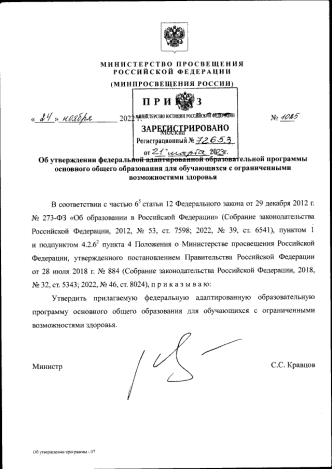 МИНИСТЕРСТВО ПРОСВЕЩЕНИЯ
РОССИЙСКОЙ ФЕДЕРАЦИИ
(МИНПРОСВЕЩЕНИЯ РОССИИ)
ПРИКАЗ
МИНИСТЕРСТВО ЮСТИЦИИ РОССИЙСКОЙ ФЕДЕРАЦИИ
« 24 » ноября 2022 г. № 1025
Москва
ЗАРЕГИСТРИРОВАНО
Регистрационный № 72653
от "21" марта 2023г.
Об утверждении федеральной адаптированной образовательной программы
основного общего образования для обучающихся с ограниченными
возможностями здоровья
В соответствии с частью 6⁵ статьи 12 Федерального закона от 29 декабря 2012 г.
№ 273-ФЗ «Об образовании в Российской Федерации» (Собрание законодательства
Российской Федерации, 2012, № 53, ст. 7598; 2022, № 39, ст. 6541), пунктом 1
и подпунктом 4.2.6² пункта 4 Положения о Министерстве просвещения Российской
Федерации, утвержденного постановлением Правительства Российской Федерации
от 28 июля 2018 г. № 884 (Собрание законодательства Российской Федерации, 2018,
№ 32, ст. 5343; 2022, № 46, ст. 8024), п р и к а з ы в а ю:
Утвердить прилагаемую федеральную адаптированную образовательную
программу основного общего образования для обучающихся с ограниченными
возможностями здоровья.
Министр С.С. Кравцов
Об утверждении программы - 07